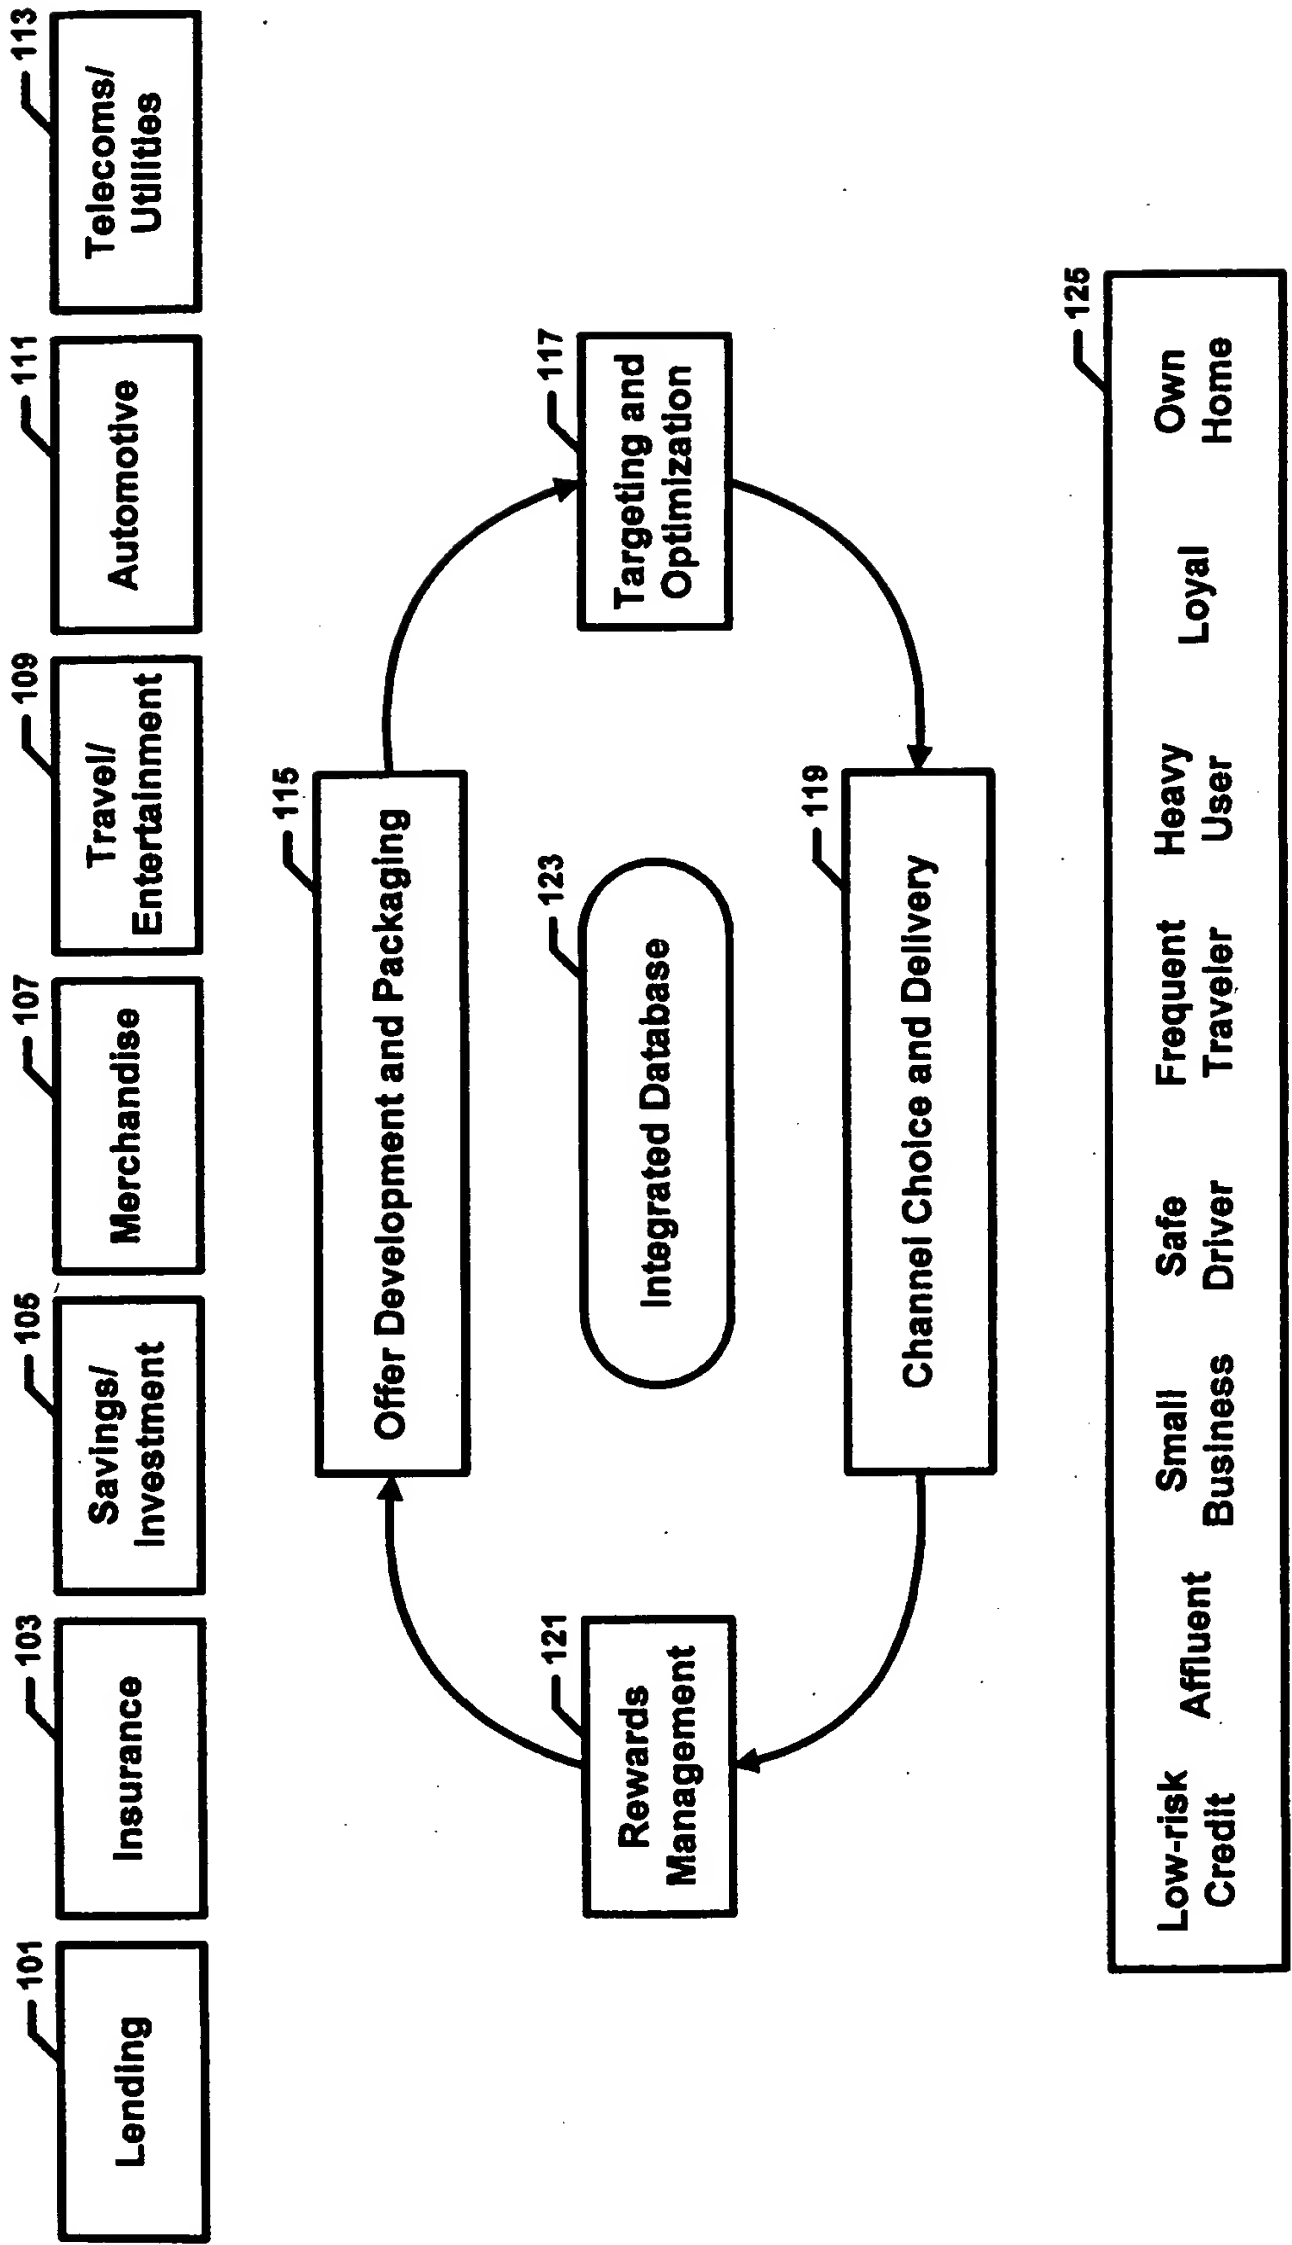 101
Lending
103
Insurance
105
Savings/
Investment
107
Merchandise
109
Travel/
Entertainment
111
Automotive
113
Telecoms/
Utilities
115
Offer Development and Packaging
117
Targeting and
Optimization
119
Channel Choice and Delivery
121
Rewards
Management
123
Integrated Database
125
Low-risk
Credit
Affluent
Small
Business
Safe
Driver
Frequent
Traveler
Heavy
User
Loyal
Own
Home